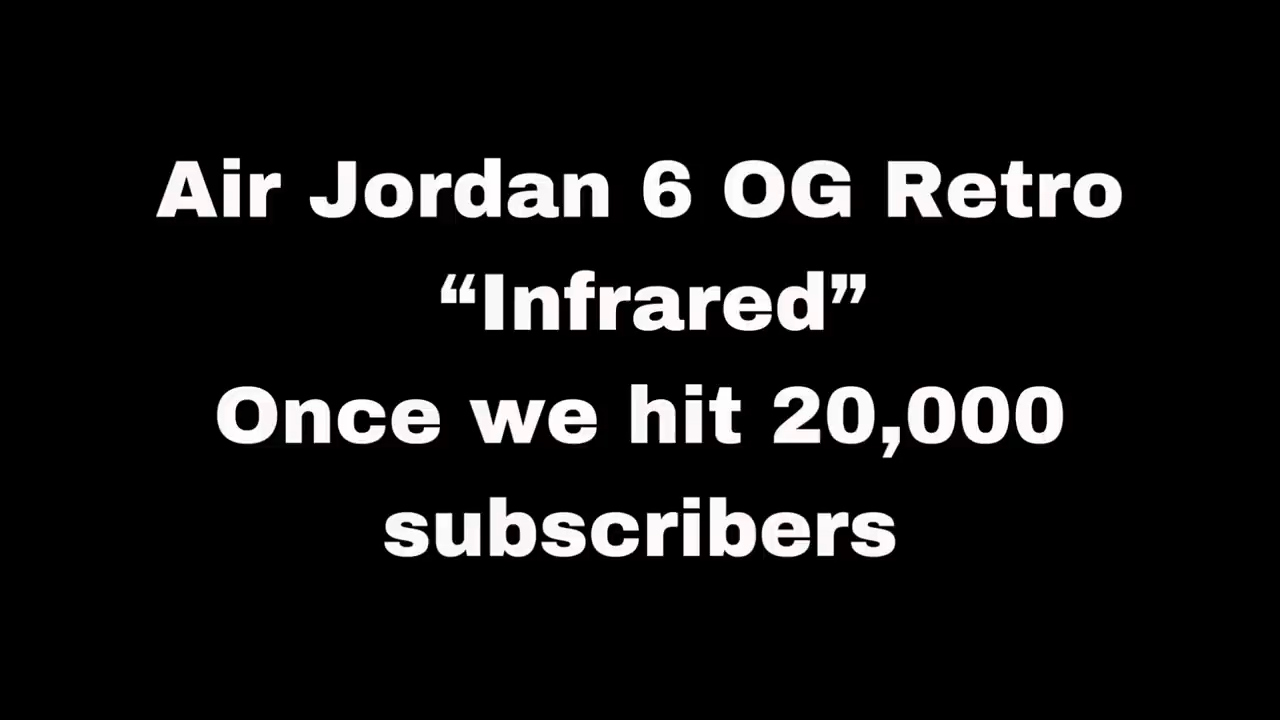 Air Jordan 6 OG Retro
“Infrared”
Once we hit 20,000
subscribers